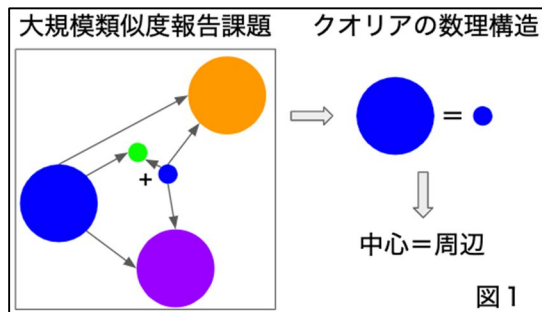 大規模類似度報告課題
クオリアの数理構造
+
=
中心＝周辺
図1